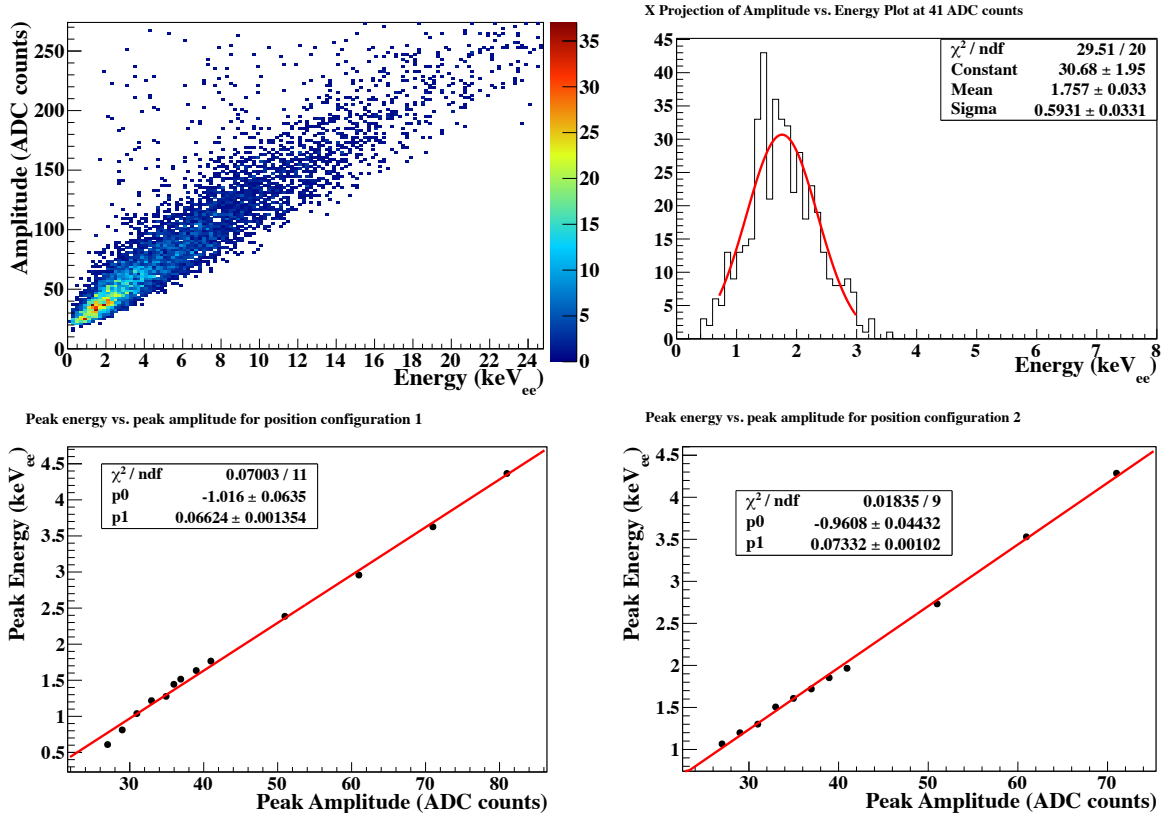 Amplitude (ADC counts)
250
200
150
100
50
0
0 2 4 6 8 10 12 14 16 18 20 22 24
Energy (keVee)
35
30
25
20
15
10
5
0
X Projection of Amplitude vs. Energy Plot at 41 ADC counts
χ² / ndf 29.51 / 20
Constant 30.68 ± 1.95
Mean 1.757 ± 0.033
Sigma 0.5931 ± 0.0331
45
40
35
30
25
20
15
10
5
0
0 1 2 3 4 5 6 7 8
Energy (keVee)
Peak energy vs. peak amplitude for position configuration 1
Peak Energy (keVee)
χ² / ndf 0.07003 / 11
p0 -1.016 ± 0.0635
p1 0.06624 ± 0.001354
4.5
4
3.5
3
2.5
2
1.5
1
0.5
30 40 50 60 70 80
Peak Amplitude (ADC counts)
Peak energy vs. peak amplitude for position configuration 2
Peak Energy (keVee)
χ² / ndf 0.01835 / 9
p0 -0.9608 ± 0.04432
p1 0.07332 ± 0.00102
4.5
4
3.5
3
2.5
2
1.5
1
30 40 50 60 70
Peak Amplitude (ADC counts)